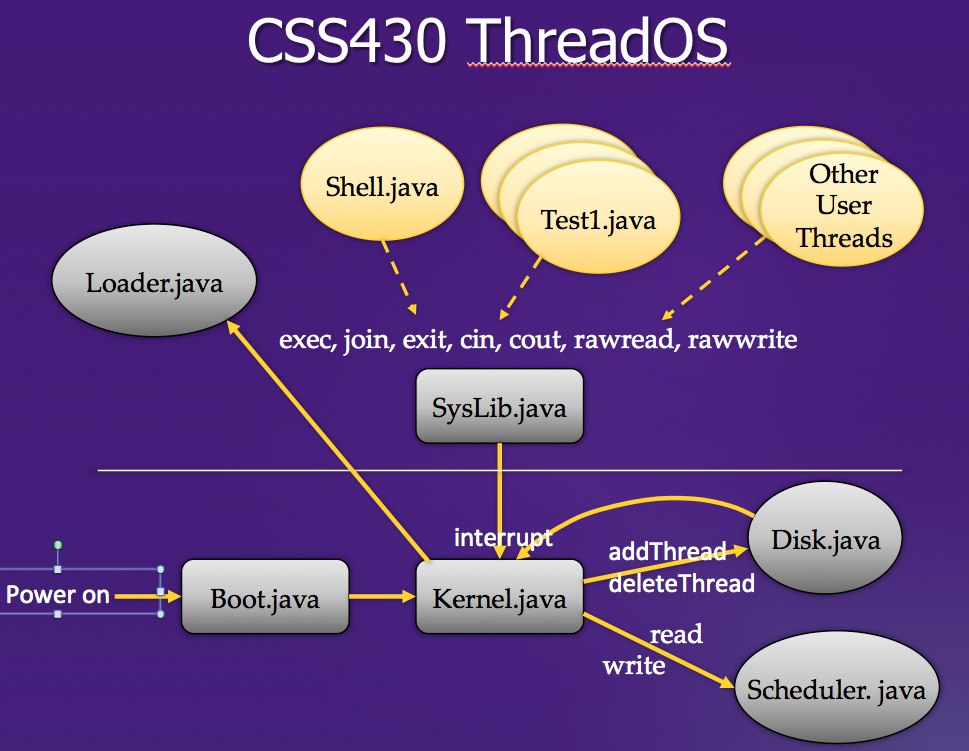 CSS430 ThreadOS
Shell.java
Test1.java
Other
User
Threads
Loader.java
exec, join, exit, cin, cout, rawread, rawwrite
SysLib.java
interrupt
addThread
deleteThread
Disk.java
Power on
Boot.java
Kernel.java
read
write
Scheduler. java